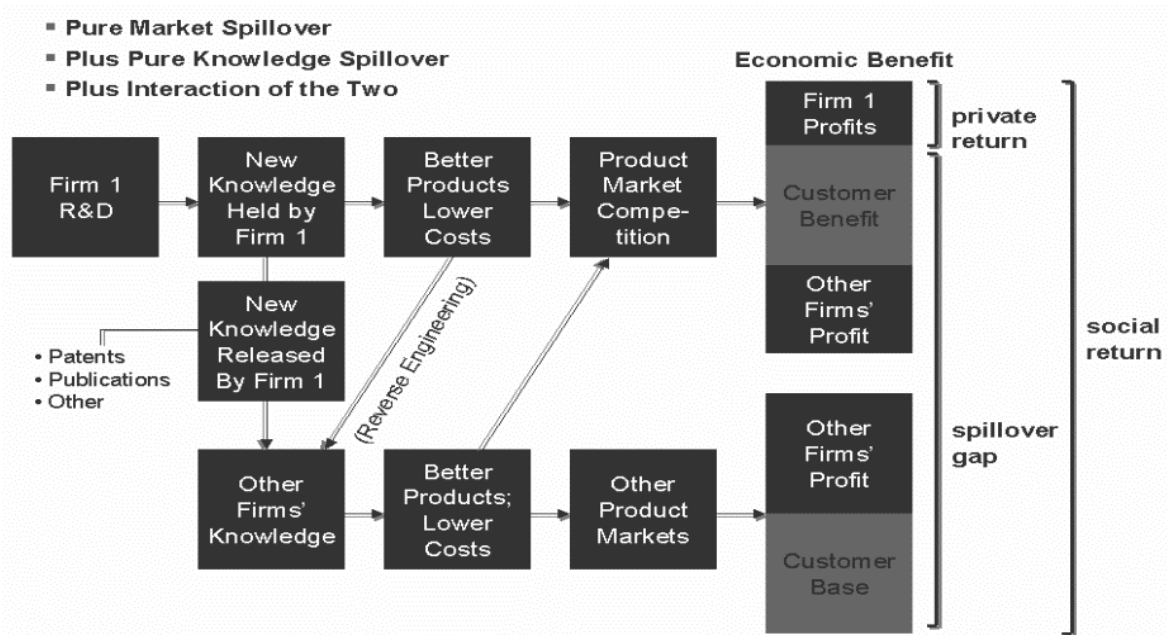 ▪ Pure Market Spillover
▪ Plus Pure Knowledge Spillover
▪ Plus Interaction of the Two
Economic Benefit
Firm 1
R&D
New
Knowledge
Held by
Firm 1
Better
Products
Lower
Costs
Product
Market
Compe-
tition
Firm 1
Profits
Customer
Benefit
Other
Firms'
Profit
private
return
New
Knowledge
Released
By Firm 1
• Patents
• Publications
• Other
(Reverse Engineering)
Other
Firms'
Knowledge
Better
Products;
Lower
Costs
Other
Product
Markets
Other
Firms'
Profit
Customer
Base
spillover
gap
social
return